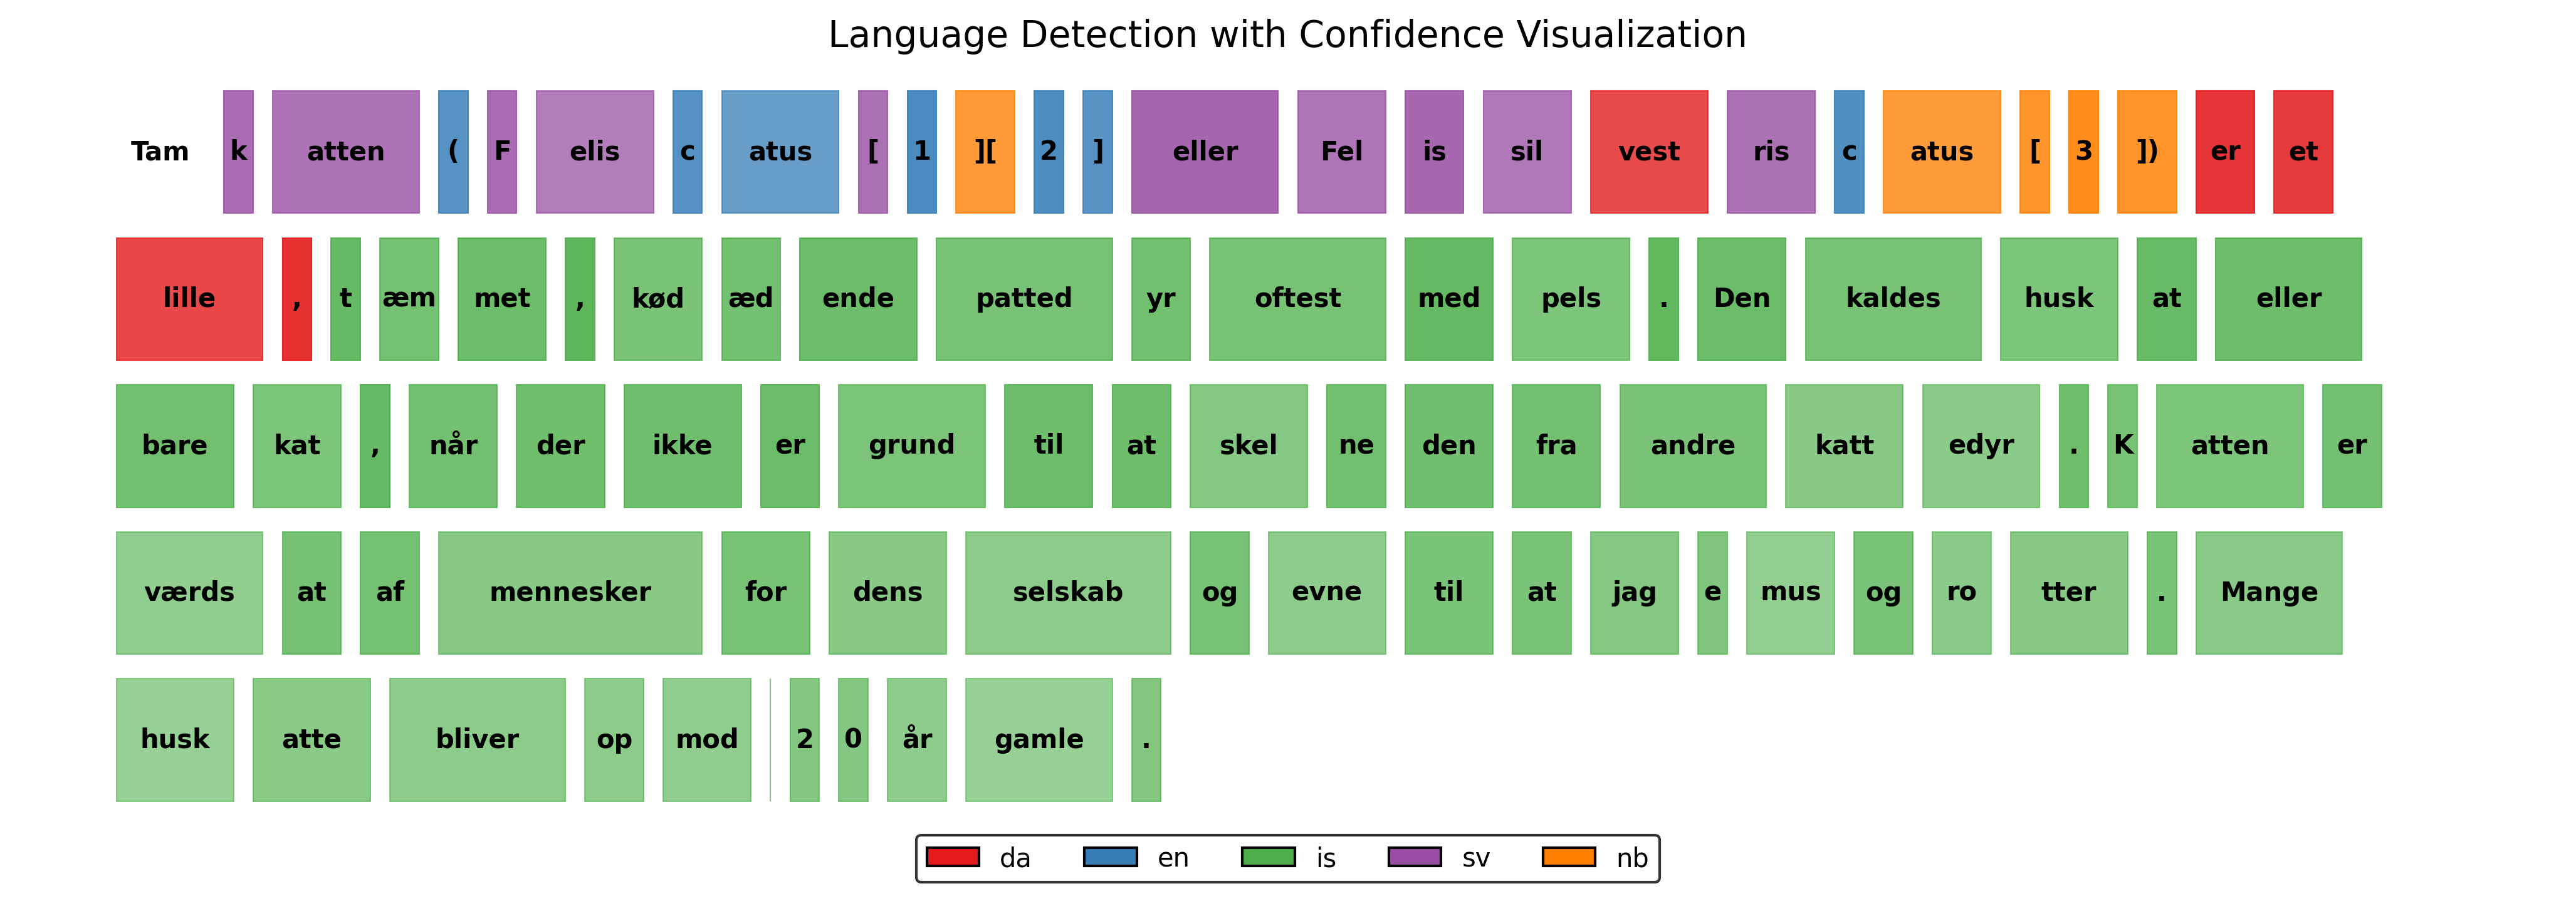 Language Detection with Confidence Visualization
Tam k atten ( F elis c atus [ 1 ][ 2 ] eller Fel is sil vest ris c atus [ 3 ]) er et
lille , t æm met , kød æd ende patted yr oftest med pels . Den kaldes husk at eller
bare kat , når der ikke er grund til at skel ne den fra andre katt edyr . K atten er
værds at af mennesker for dens selskab og evne til at jag e mus og ro tter . Mange
husk atte bliver op mod 2 0 år gamle .
da en is sv nb